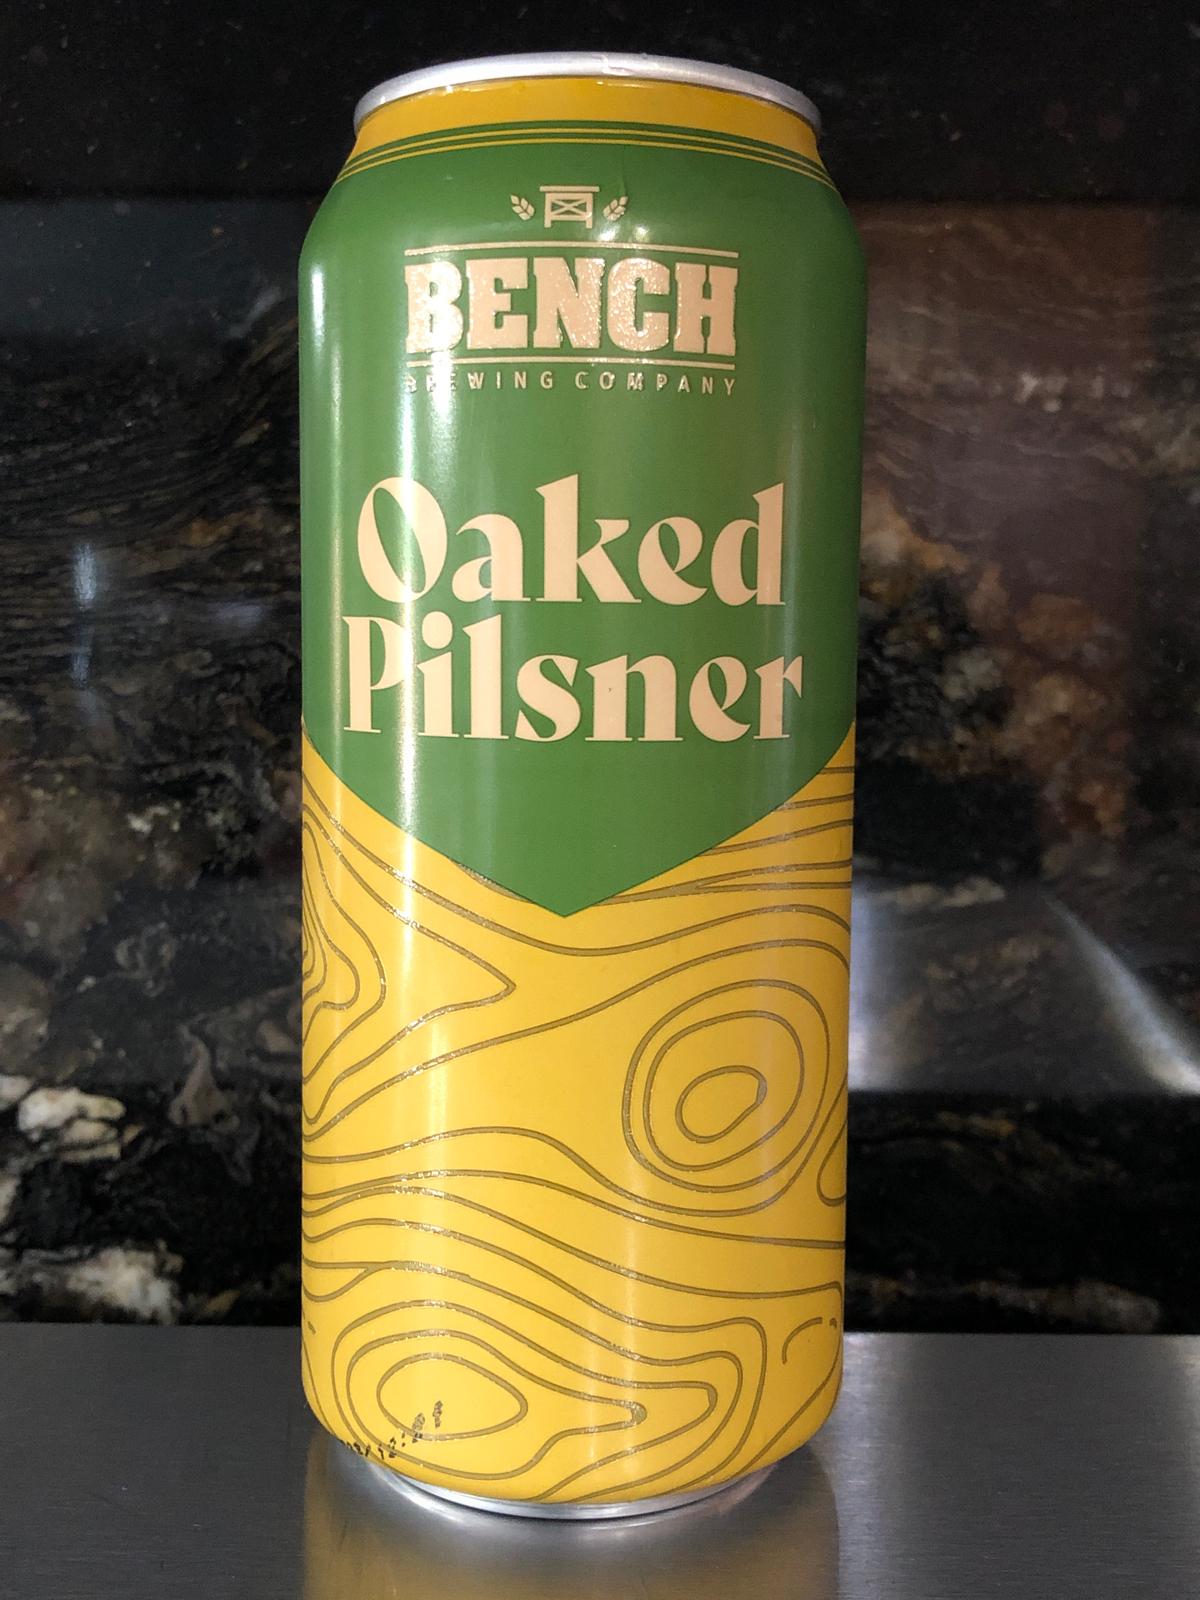 BENCH
BREWING COMPANY
Oaked
Pilsner